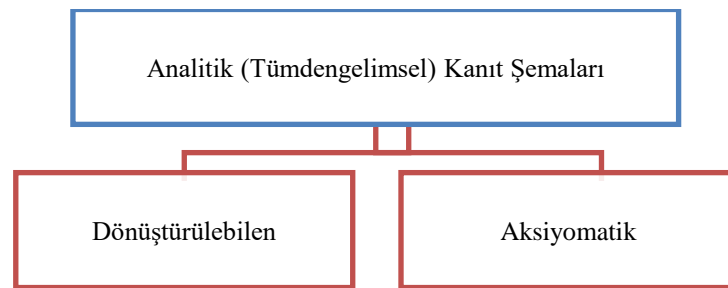 Analitik (Tümdengelimsel) Kanıt Şemaları
Dönüştürülebilen
Aksiyomatik